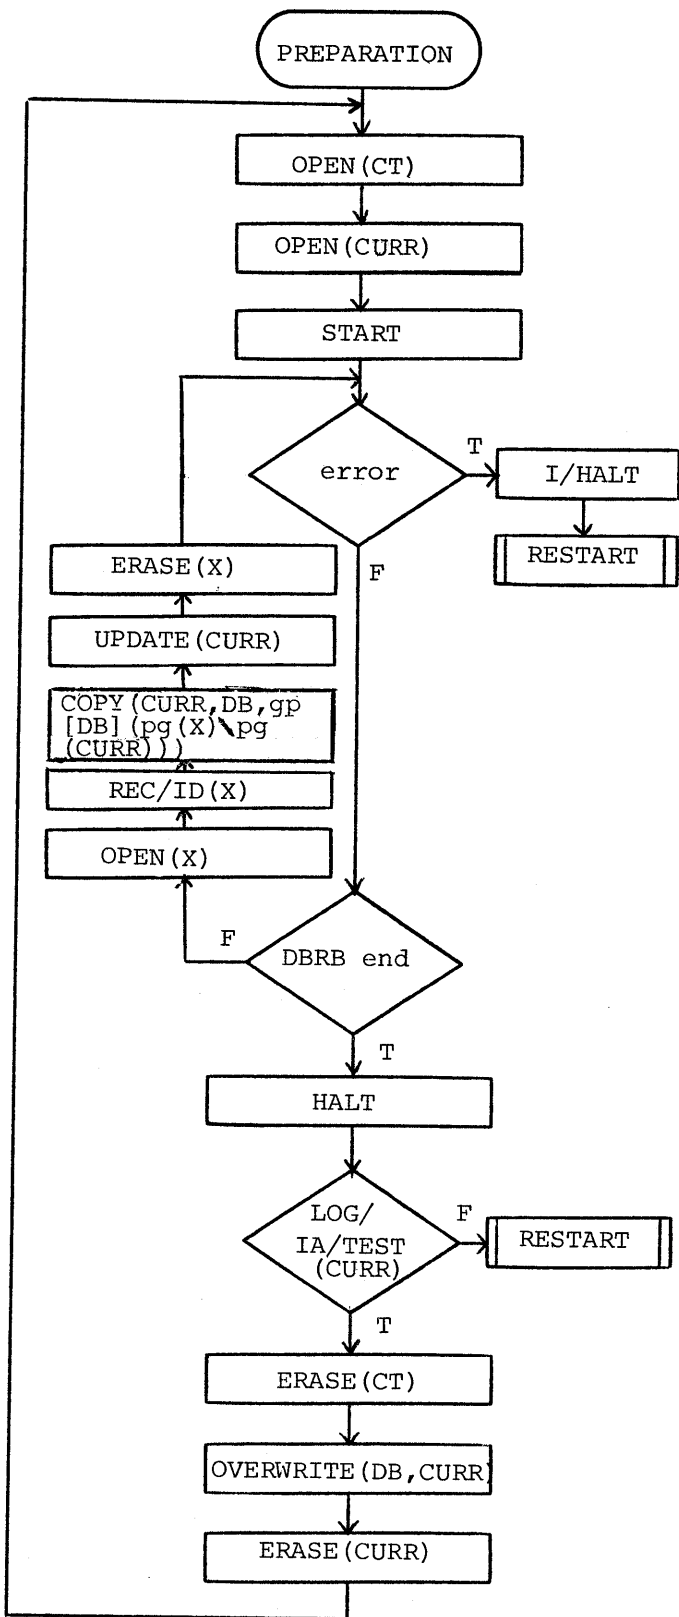 PREPARATION
OPEN(CT)
OPEN(CURR)
START
error
T
I/HALT
RESTART
F
ERASE(X)
UPDATE(CURR)
COPY(CURR,DB,gp
[DB](pg(X)\pg
(CURR)))
REC/ID(X)
OPEN(X)
F
DBRB end
T
HALT
LOG/
IA/TEST
(CURR)
F
RESTART
T
ERASE(CT)
OVERWRITE(DB,CURR)
ERASE(CURR)